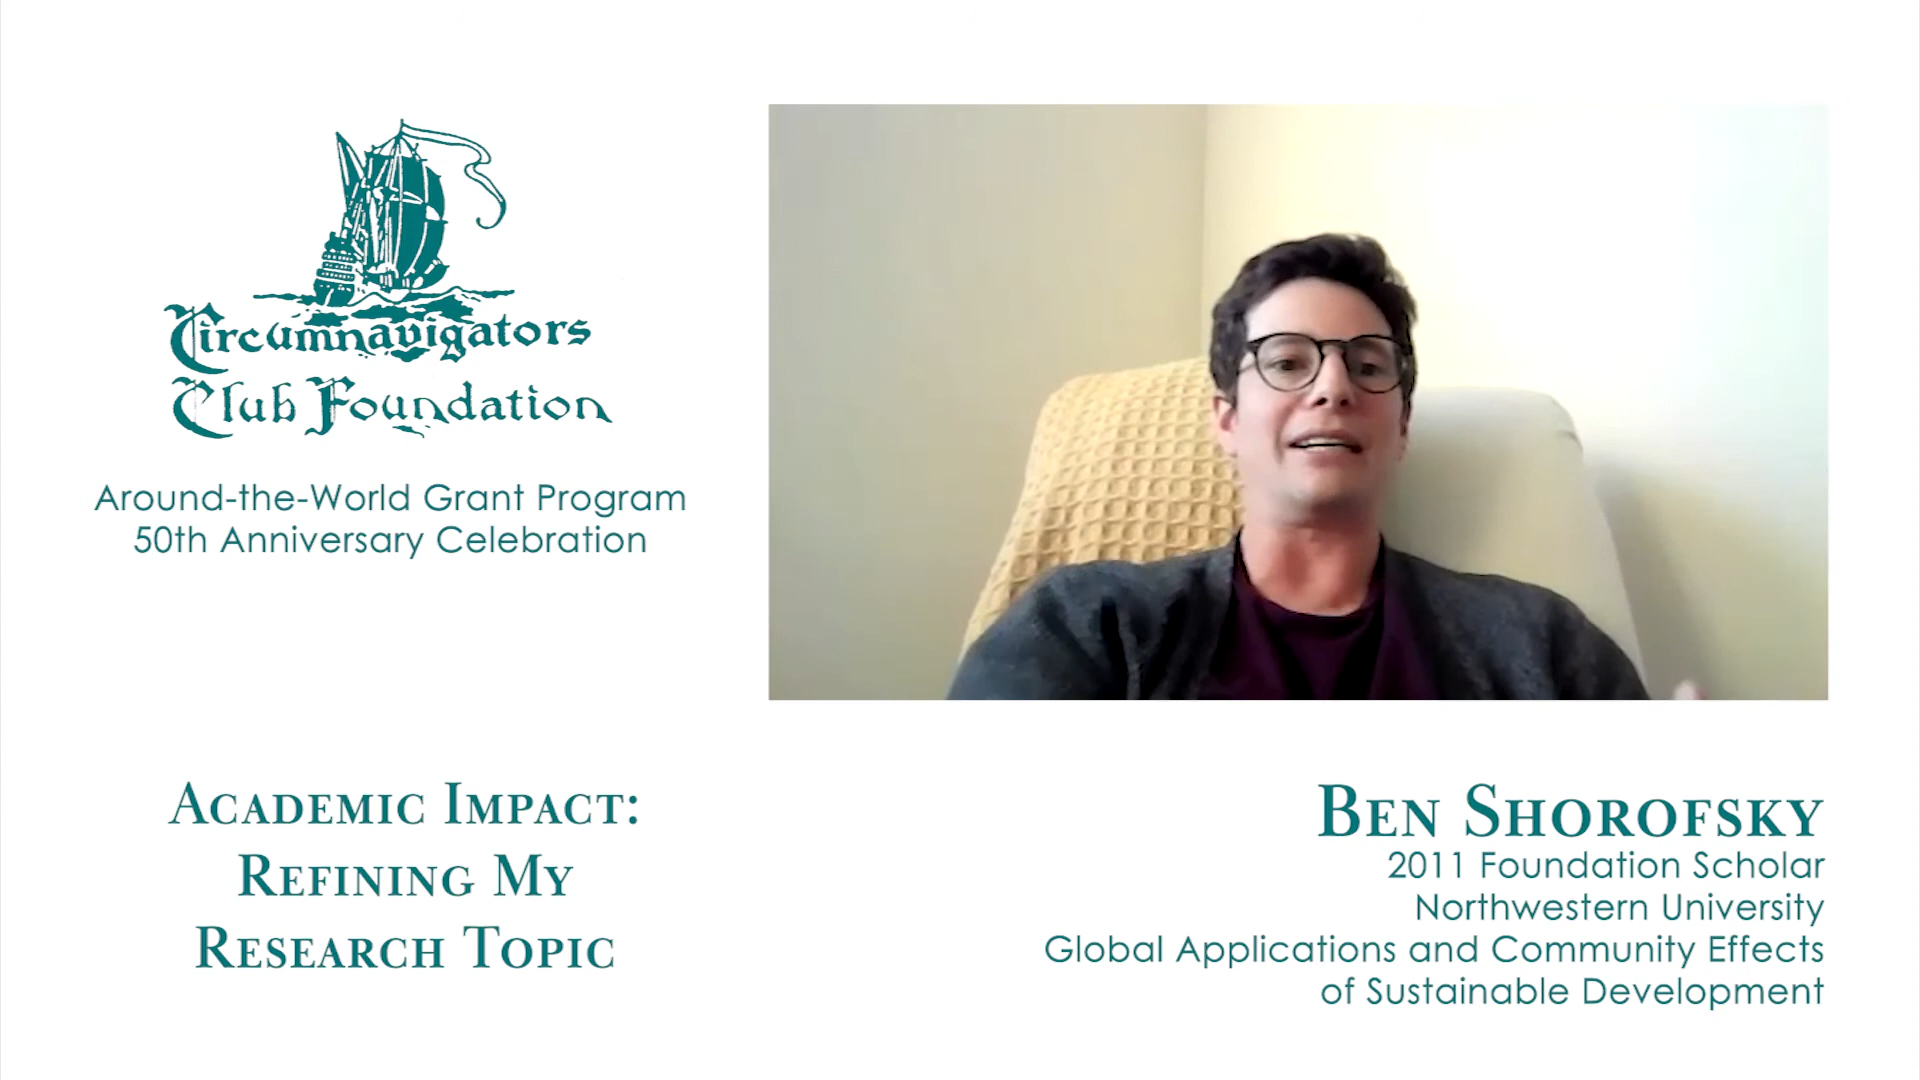 Circumnavigators
Club Foundation
Around-the-World Grant Program
50th Anniversary Celebration
Academic Impact:
Refining My
Research Topic
Ben Shorofsky
2011 Foundation Scholar
Northwestern University
Global Applications and Community Effects
of Sustainable Development